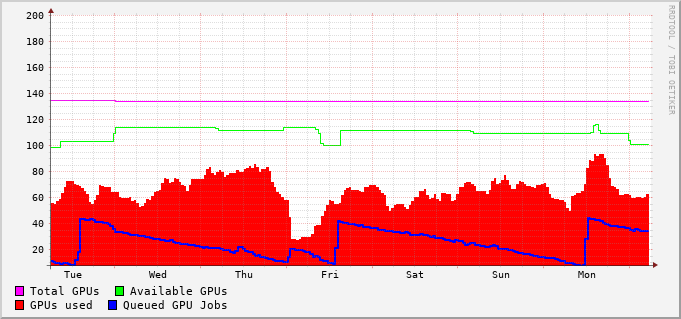 200
180
160
140
120
100
80
60
40
20
Tue Wed Thu Fri Sat Sun Mon
Total GPUs Available GPUs
GPUs used Queued GPU Jobs
RRDTOOL / TOBI OETIKER